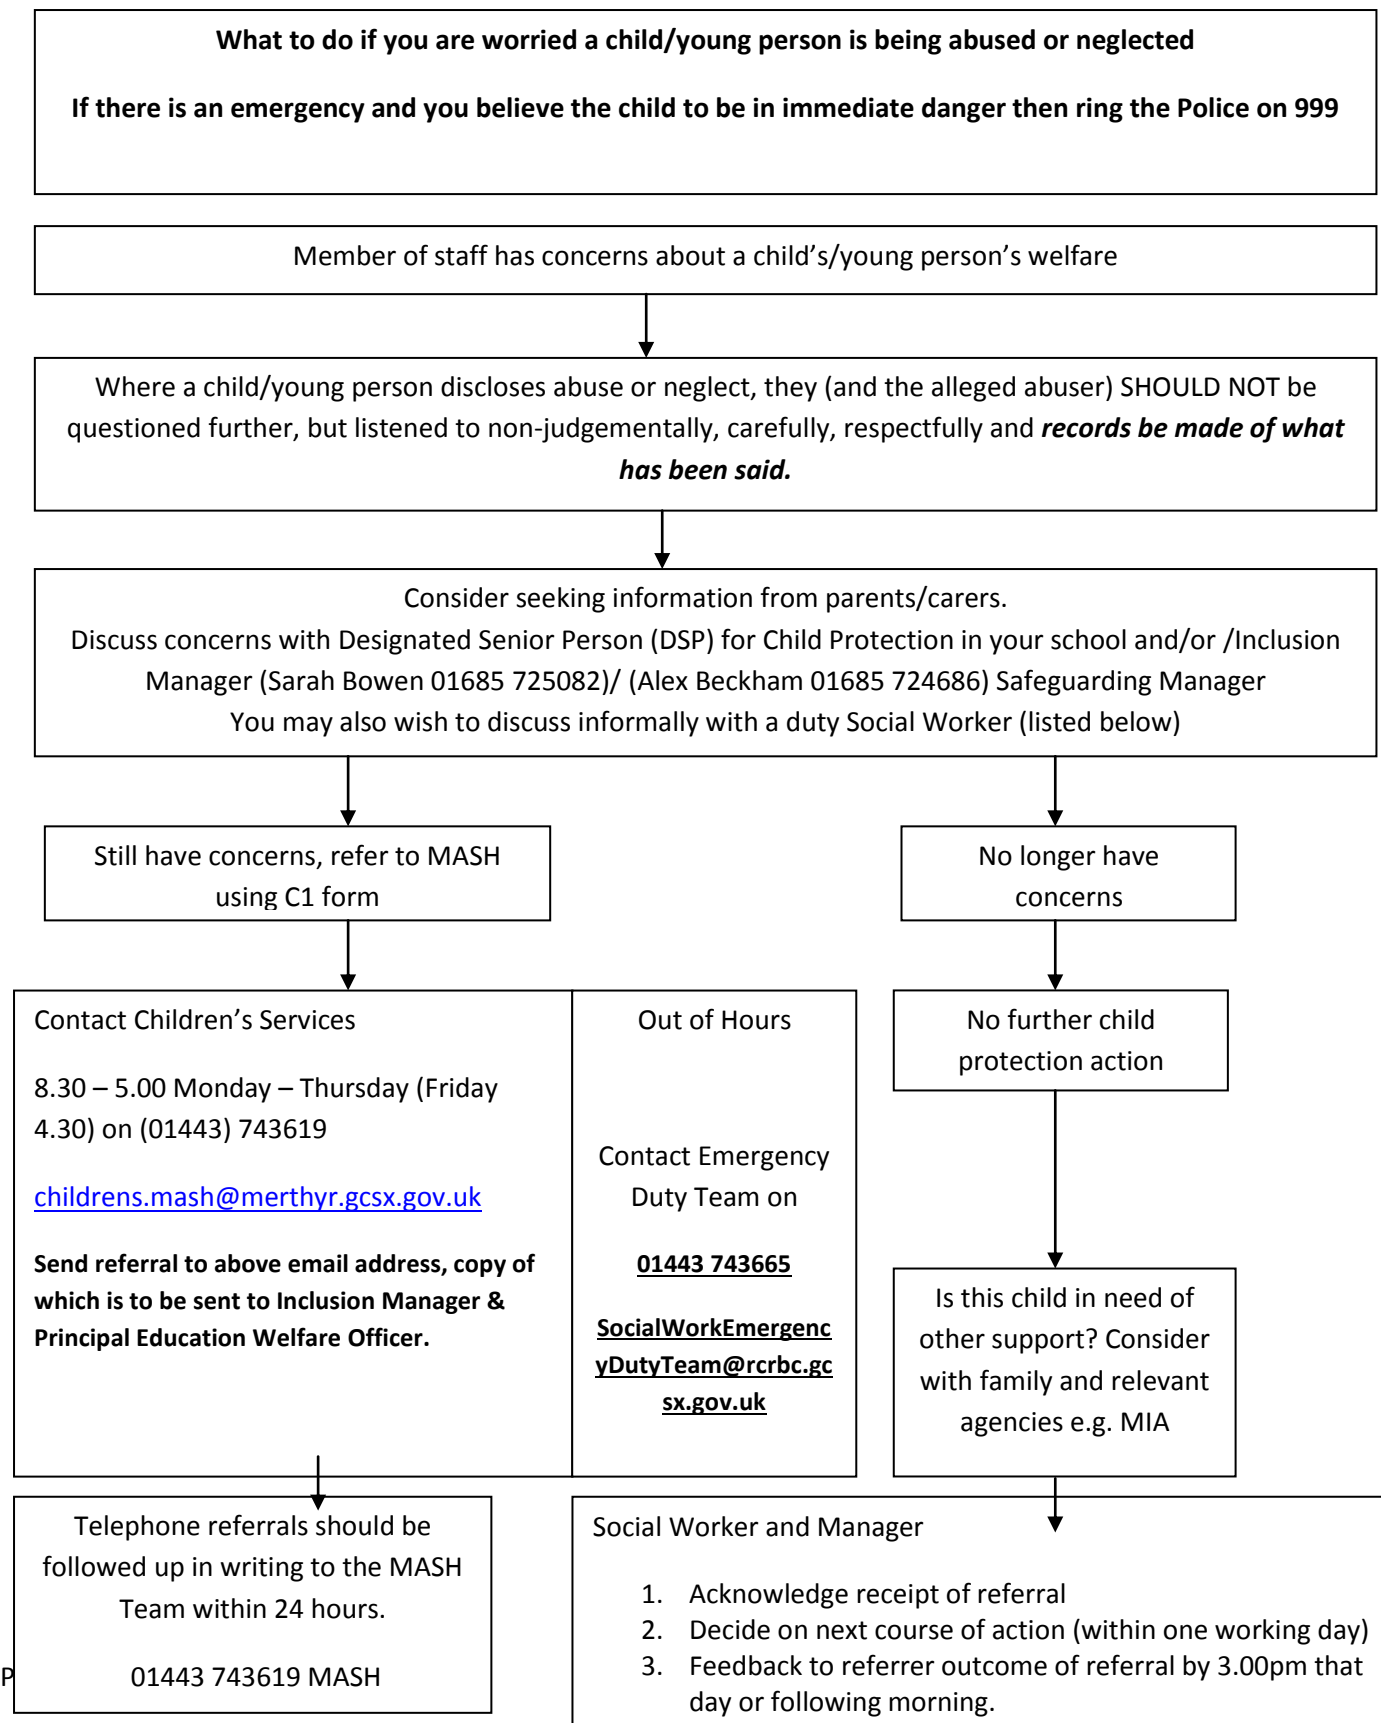 What to do if you are worried a child/young person is being abused or neglected
If there is an emergency and you believe the child to be in immediate danger then ring the Police on 999
Member of staff has concerns about a child’s/young person’s welfare
Where a child/young person discloses abuse or neglect, they (and the alleged abuser) SHOULD NOT be
questioned further, but listened to non-judgementally, carefully, respectfully and records be made of what
has been said.
Consider seeking information from parents/carers.
Discuss concerns with Designated Senior Person (DSP) for Child Protection in your school and/or /Inclusion
Manager (Sarah Bowen 01685 725082)/ (Alex Beckham 01685 724686) Safeguarding Manager
You may also wish to discuss informally with a duty Social Worker (listed below)
Still have concerns, refer to MASH
using C1 form
No longer have
concerns
Contact Children’s Services
8.30 – 5.00 Monday – Thursday (Friday
4.30) on (01443) 743619
childrens.mash@merthyr.gcsx.gov.uk
Send referral to above email address, copy of
which is to be sent to Inclusion Manager &
Principal Education Welfare Officer.
Out of Hours
Contact Emergency
Duty Team on
01443 743665
SocialWorkEmergenc
yDutyTeam@rcrbc.gc
sx.gov.uk
No further child
protection action
Is this child in need of
other support? Consider
with family and relevant
agencies e.g. MIA
Telephone referrals should be
followed up in writing to the MASH
Team within 24 hours.
01443 743619 MASH
Social Worker and Manager
1. Acknowledge receipt of referral
2. Decide on next course of action (within one working day)
3. Feedback to referrer outcome of referral by 3.00pm that
day or following morning.
P